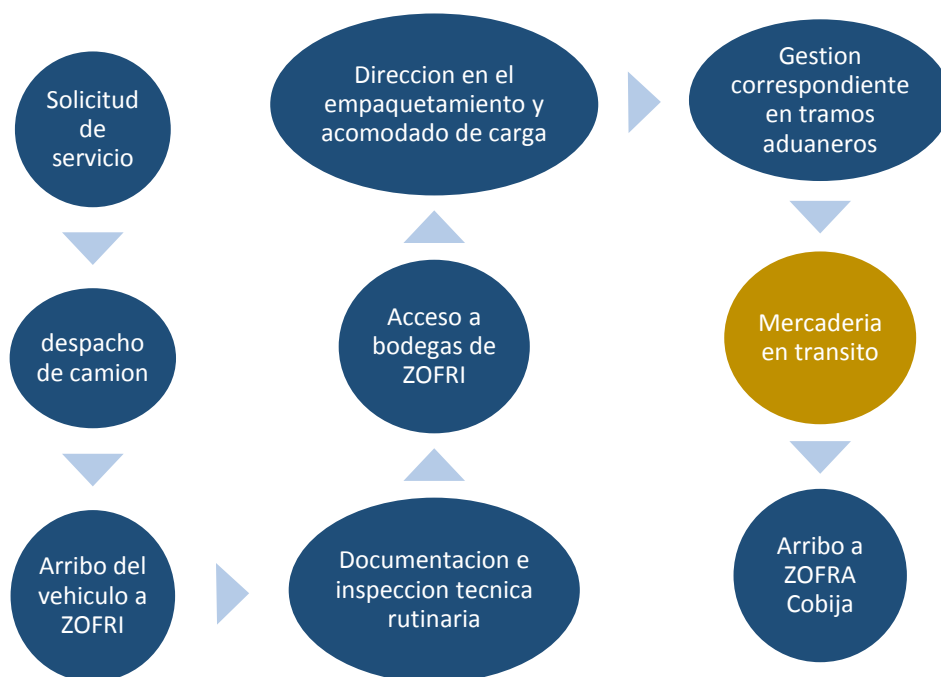 Solicitud
de
servicio
despacho
de camion
Arribo del
vehiculo a
ZOFRI
Documentacion e
inspeccion tecnica
rutinaria
Acceso a
bodegas de
ZOFRI
Direccion en el
empaquetamiento y
acomodado de carga
Gestion
correspondiente
en tramos
aduaneros
Mercaderia
en transito
Arribo a
ZOFRA
Cobija